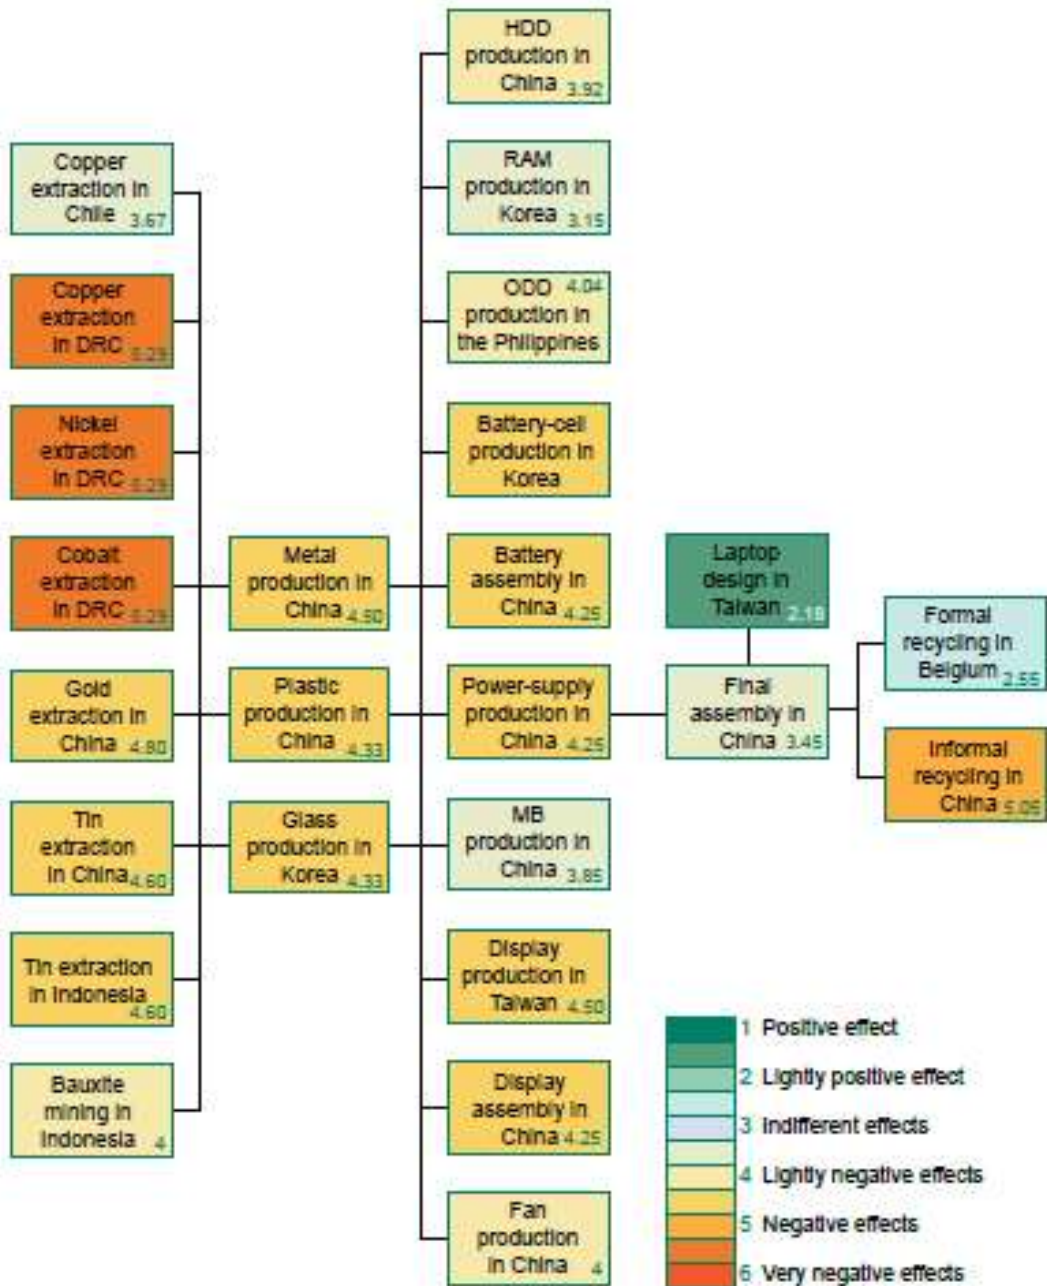 Copper
extraction in
Chile 3.67
Copper
extraction
in DRC
Nickel
extraction
in DRC
Cobalt
extraction
in DRC
Gold
extraction in
China 4.80
Tin
extraction
in China 4.60
Tin extraction
in Indonesia
4.60
Bauxite
mining in
Indonesia 4
Metal
production in
China 4.50
Plastic
production in
China 4.33
Glass
production in
Korea 4.33
HDD
production in
China 3.92
RAM
production in
Korea 3.15
ODD 4.04
production in
the Philippines
Battery-cell
production in
Korea
Battery
assembly in
China 4.25
Power-supply
production in
China 4.25
MB
production in
China 3.85
Display
production in
Taiwan 4.50
Display
assembly in
China 4.25
Fan
production
in China 4
Laptop
design in
Taiwan 2.18
Final
assembly in
China 3.45
Formal
recycling in
Belgium 2.55
Informal
recycling in
China 5.05
1 Positive effect
2 Lightly positive effect
3 Indifferent effects
4 Lightly negative effects
5 Negative effects
6 Very negative effects